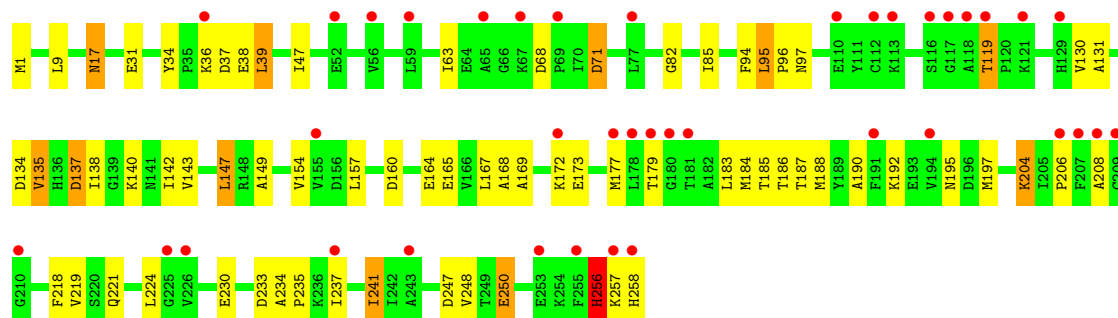 M1 L9 N17 E31 Y34 P35 K36 D37 E38 L39 I47 E52 V56 L59 I63 E64 A65 G66 K67 D68 P69 I70 D71 L77 G82 I85 F94 L95 P96 N97 E110 Y111 C112 K113 S116 G117 A118 T119 P120 K121 H129 V130 A131
D134 V135 H136 D137 I138 G139 K140 N141 I142 V143 L147 R148 A149 V154 V155 D156 L157 D160 E164 E165 V166 L167 A168 A169 K172 E173 M177 L178 T179 G180 T181 A182 L183 M184 T185 T186 T187 M188 Y189 A190 F191 K192 E193 V194 N195 D196 M197 K204 I205 P206 F207 A208 G209
G210 F218 V219 S220 Q221 L224 G225 V226 E230 D233 A234 P235 K236 I237 I241 I242 A243 D247 V248 T249 E250 E253 K254 F255 H256 K257 H258